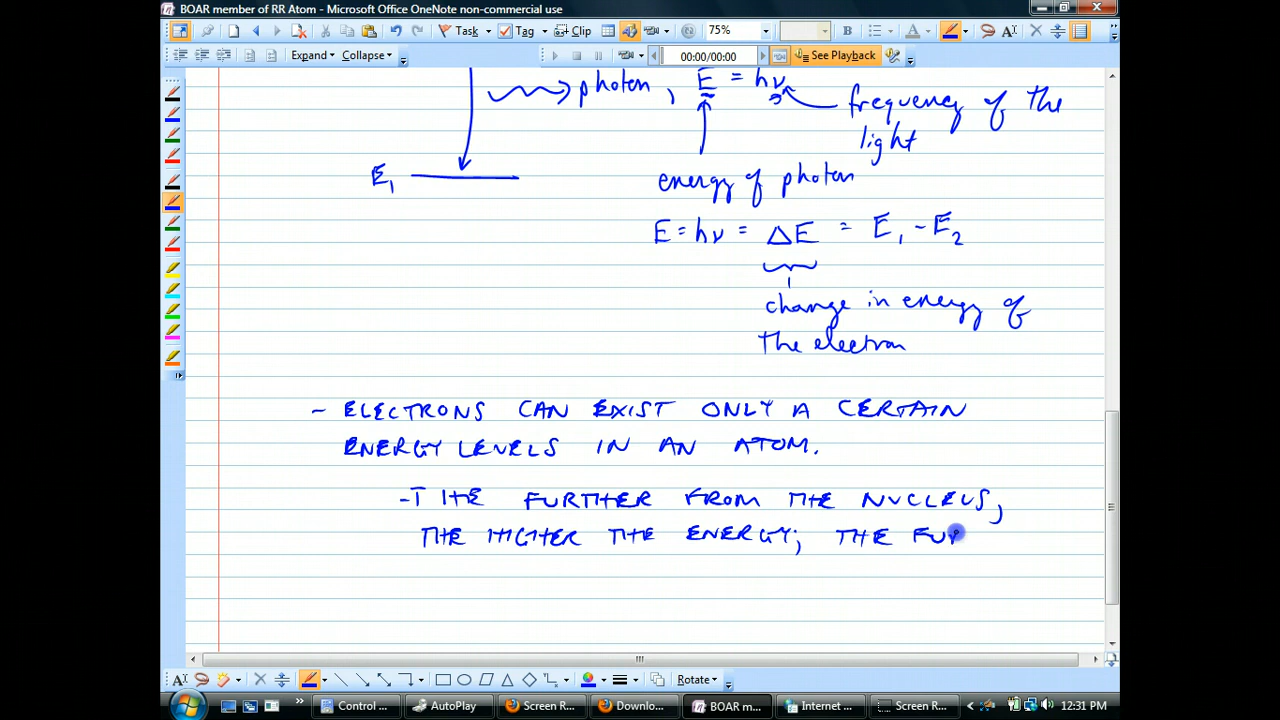 BOAR member of RR Atom - Microsoft Office OneNote non-commercial use
Task Tag Clip 75% B
Expand Collapse 00:00/00:00 See Playback
photon, E = hν
frequency of the
light
E₁
energy of photon
E = hν = ΔE = E₁ - E₂
change in energy of
the electron
- ELECTRONS CAN EXIST ONLY A CERTAIN
ENERGY LEVELS IN AN ATOM.
- THE FURTHER FROM THE NUCLEUS,
THE HIGHER THE ENERGY; THE FUR
Rotate
Control ... AutoPlay Screen R... Downlo... BOAR m... Internet ... Screen R... 12:31 PM